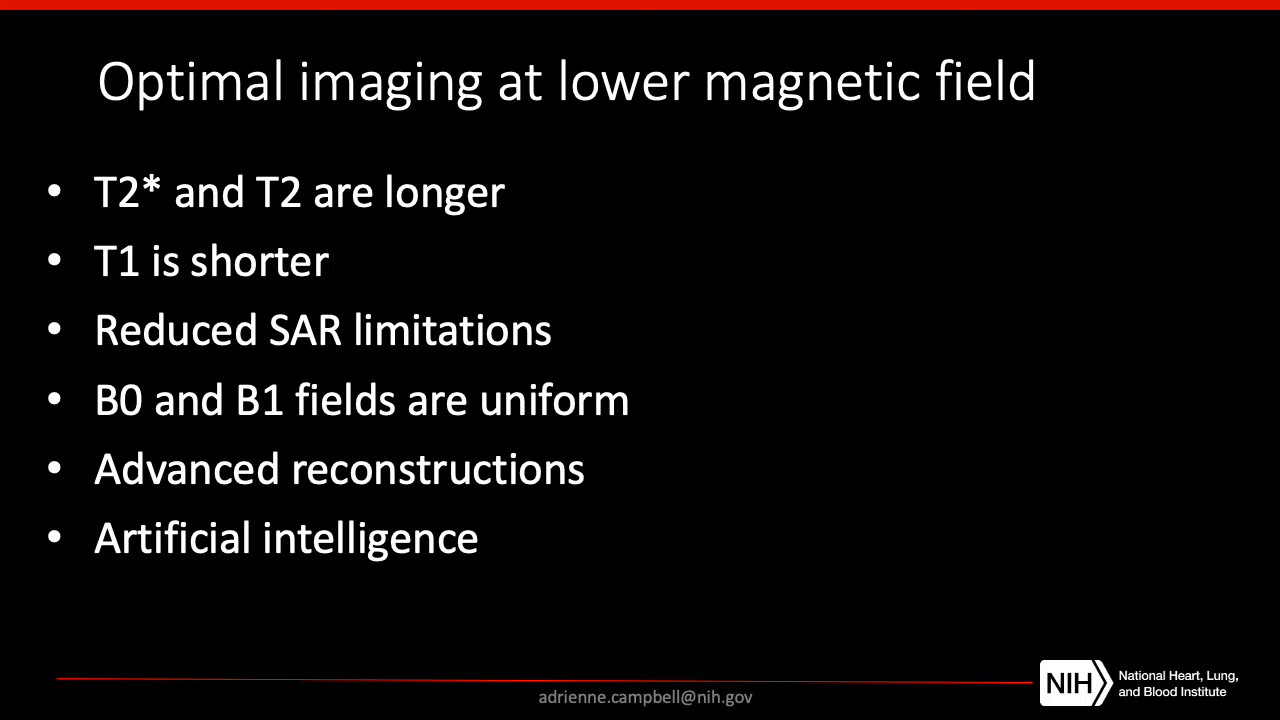 Optimal imaging at lower magnetic field
• T2* and T2 are longer
• T1 is shorter
• Reduced SAR limitations
• B0 and B1 fields are uniform
• Advanced reconstructions
• Artificial intelligence
adrienne.campbell@nih.gov
NIH
National Heart, Lung,
and Blood Institute